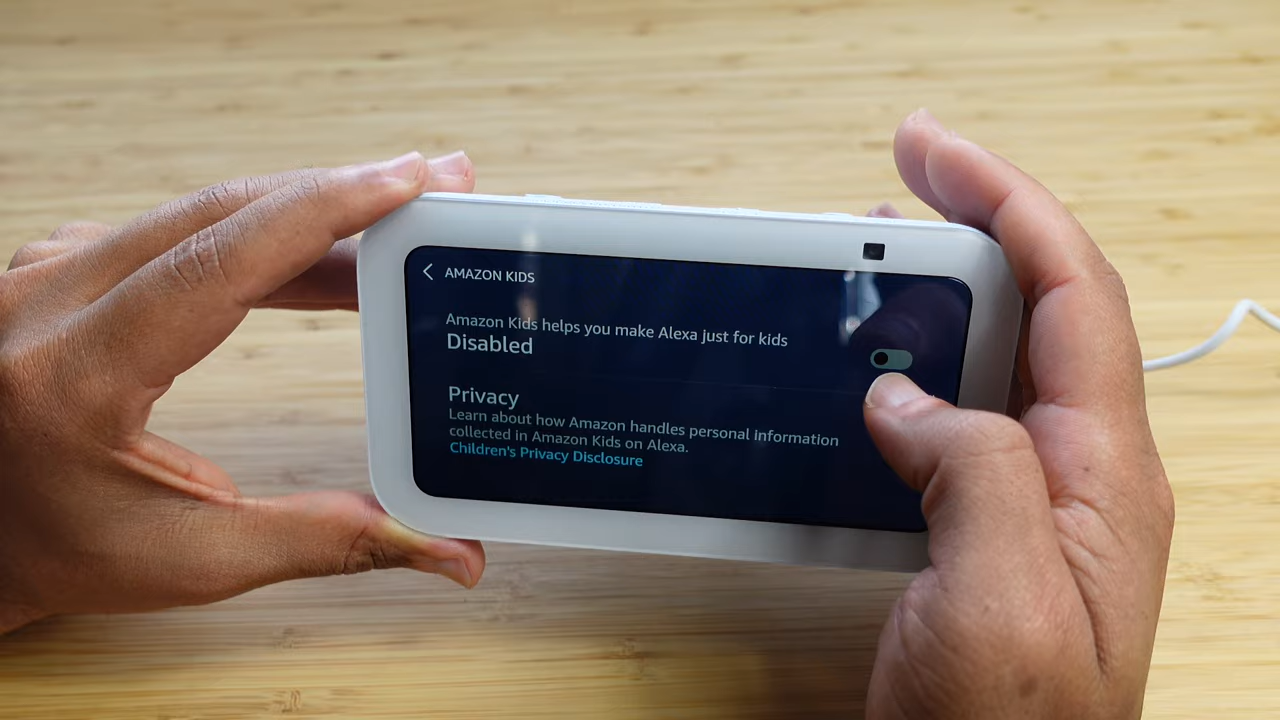 AMAZON KIDS
Amazon Kids helps you make Alexa just for kids
Disabled
Privacy
Learn about how Amazon handles personal information
collected in Amazon Kids on Alexa.
Children's Privacy Disclosure